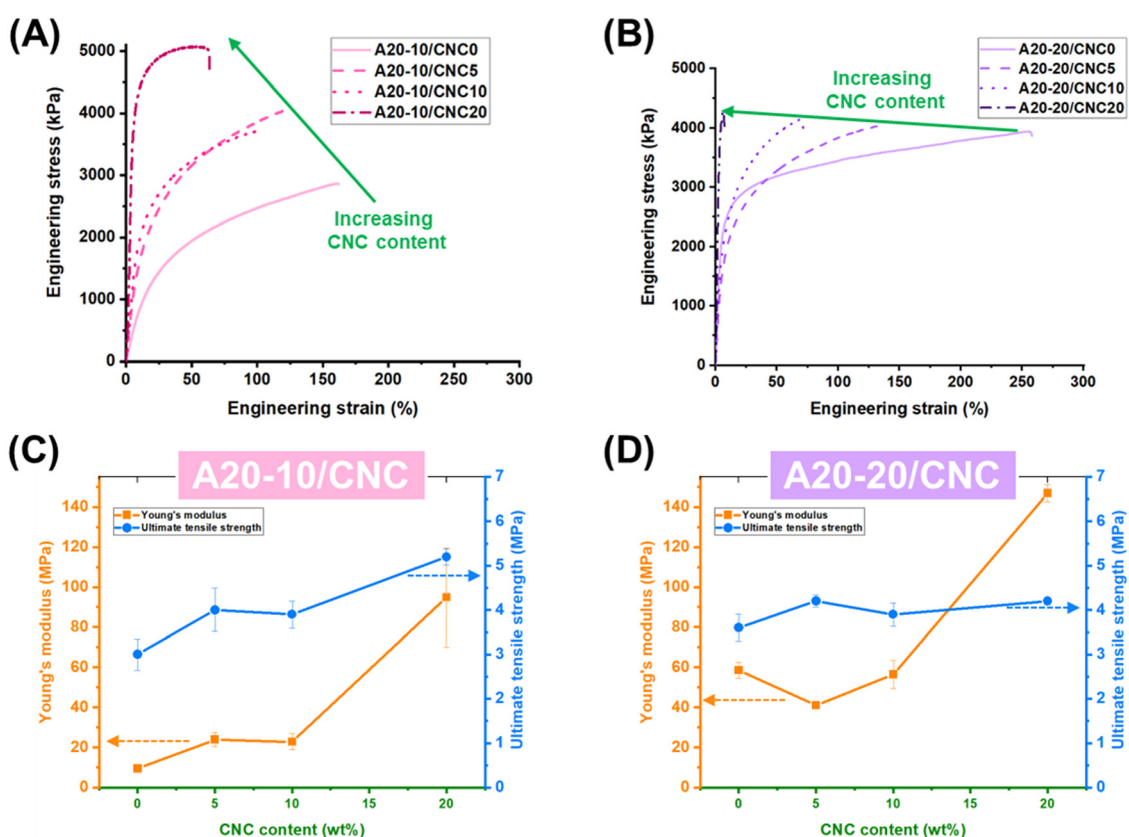 (A)
A20-10/CNC0
A20-10/CNC5
A20-10/CNC10
A20-10/CNC20
Increasing
CNC content
Engineering stress (kPa)
5000
4000
3000
2000
1000
0
0 50 100 150 200 250 300
Engineering strain (%)
(B)
A20-20/CNC0
A20-20/CNC5
A20-20/CNC10
A20-20/CNC20
Increasing
CNC content
Engineering stress (kPa)
5000
4000
3000
2000
1000
0
0 50 100 150 200 250 300
Engineering strain (%)
(C)
A20-10/CNC
Young's modulus
Ultimate tensile strength
Young's modulus (MPa)
140
120
100
80
60
40
20
0
Ultimate tensile strength (MPa)
7
6
5
4
3
2
1
0
0 5 10 15 20
CNC content (wt%)
(D)
A20-20/CNC
Young's modulus
Ultimate tensile strength
Young's modulus (MPa)
140
120
100
80
60
40
20
0
Ultimate tensile strength (MPa)
7
6
5
4
3
2
1
0
0 5 10 15 20
CNC content (wt%)